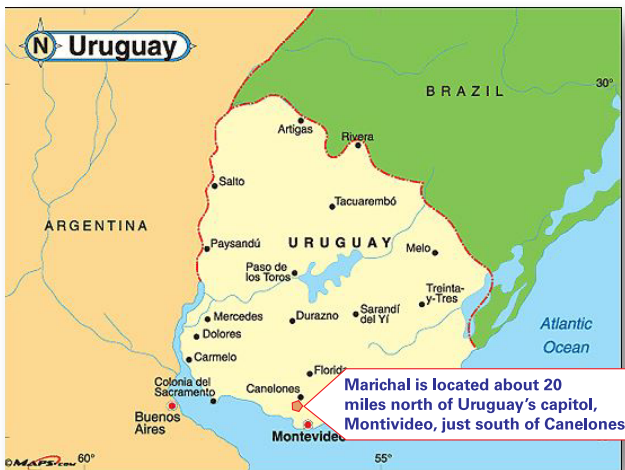 N Uruguay
BRAZIL
30°
Artigas
Rivera
Salto
Tacuarembó
ARGENTINA
URUGUAY
Paysandú
Melo
Paso de
los Toros
Treinta-
y-Tres
Mercedes
Durazno
Sarandí
del Yí
Dolores
Atlantic
Ocean
Carmelo
Florida
Colonia del
Sacramento
Canelones
Marichal is located about 20
miles north of Uruguay's capitol,
Montivideo, just south of Canelones
Buenos
Aires
Montevideo
©MAPS.COM
60°
55°